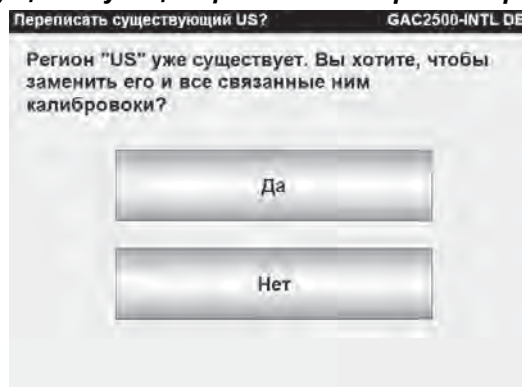 Переписать существующий US? GAC2500-INTL DE
Регион "US" уже существует. Вы хотите, чтобы
заменить его и все связанные ним
калибровоки?
Да
Нет